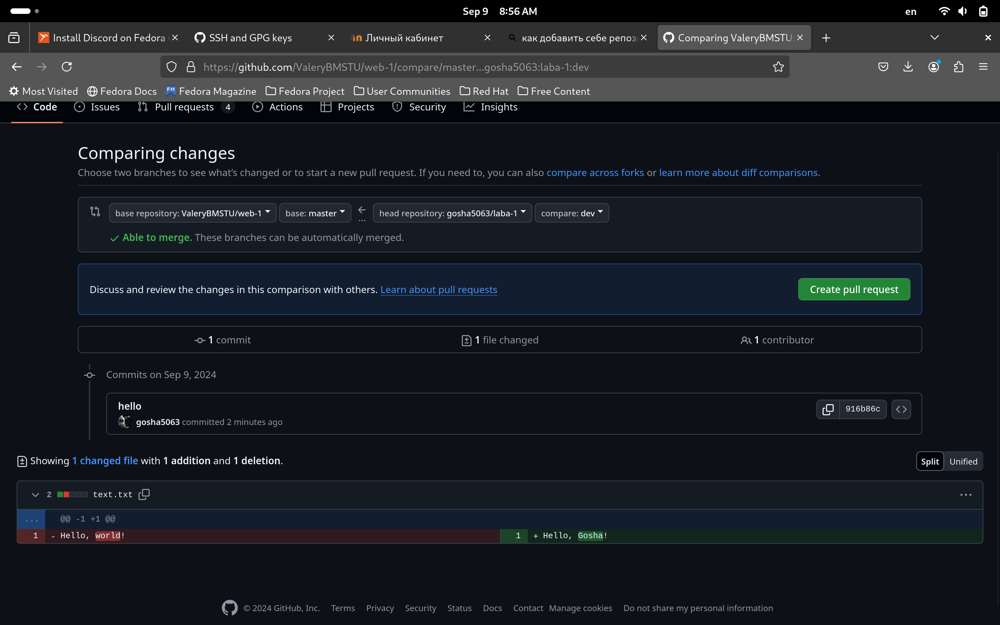 Sep 9 8:56 AM
en
Install Discord on Fedora
SSH and GPG keys
Личный кабинет
как добавить себе репоз
Comparing ValeryBMSTU:
https://github.com/ValeryBMSTU/web-1/compare/master...gosha5063:laba-1:dev
Most Visited Fedora Docs Fedora Magazine Fedora Project User Communities Red Hat Free Content
Code Issues Pull requests 4 Actions Projects Security Insights
Comparing changes
Choose two branches to see what’s changed or to start a new pull request. If you need to, you can also compare across forks or learn more about diff comparisons.
base repository: ValeryBMSTU/web-1 base: master ... head repository: gosha5063/laba-1 compare: dev
Able to merge. These branches can be automatically merged.
Discuss and review the changes in this comparison with others. Learn about pull requests
Create pull request
1 commit 1 file changed 1 contributor
Commits on Sep 9, 2024
hello
gosha5063 committed 2 minutes ago
916b86c
Showing 1 changed file with 1 addition and 1 deletion.
Split Unified
2 text.txt
... @@ -1 +1 @@
1 - Hello, world! 1 + Hello, Gosha!
© 2024 GitHub, Inc. Terms Privacy Security Status Docs Contact Manage cookies Do not share my personal information